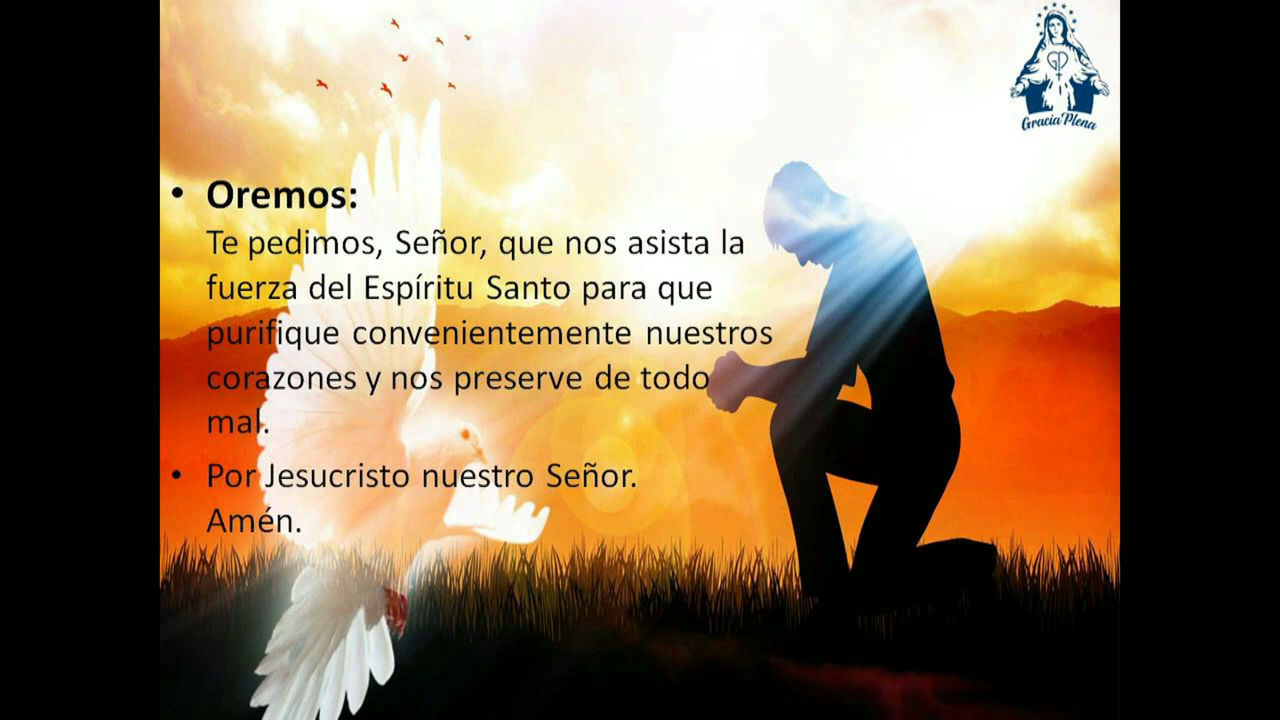 Gracia Plena
• Oremos:
Te pedimos, Señor, que nos asista la
fuerza del Espíritu Santo para que
purifique convenientemente nuestros
corazones y nos preserve de todo
mal.
• Por Jesucristo nuestro Señor.
Amén.